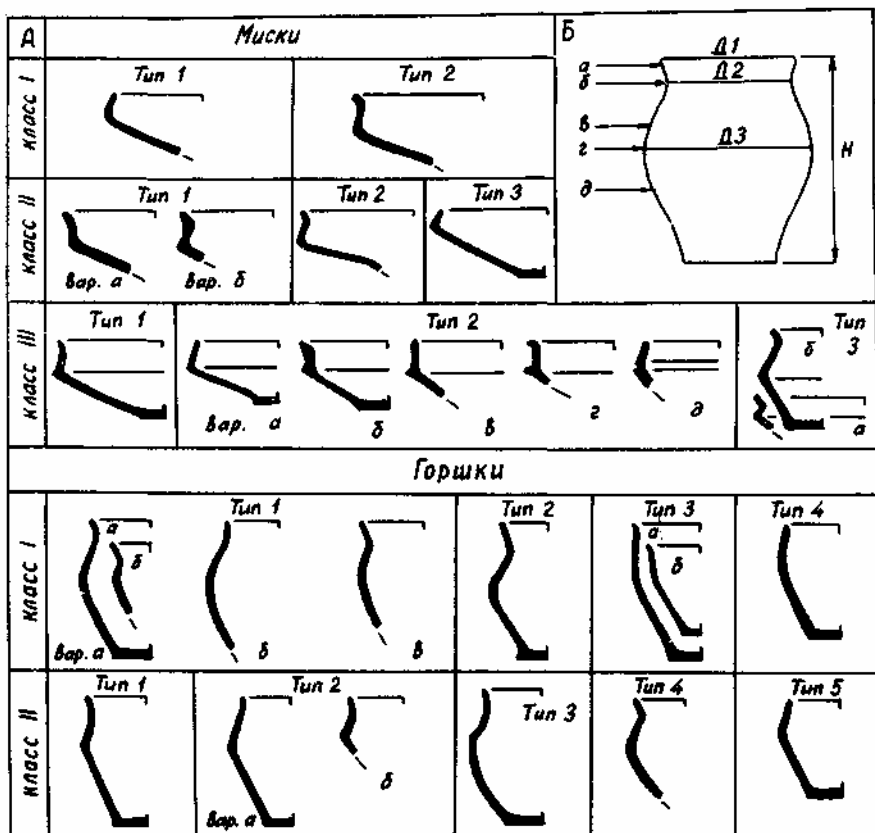 А Миски Б
класс I
Тип 1 Тип 2
класс II
Тип 1 Тип 2 Тип 3
вар. а вар. б
класс III
Тип 1 Тип 2 Тип 3
вар. а б в г д
б
а
Д1
Д2
Д3
Н
а
б
в
г
д
Горшки
класс I
Тип 1 Тип 2 Тип 3 Тип 4
а
б
вар. а б в
а
б
класс II
Тип 1 Тип 2 Тип 3 Тип 4 Тип 5
вар. а б